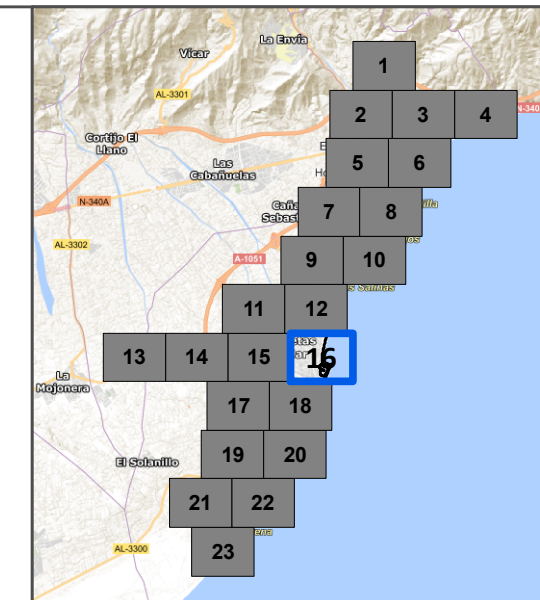 La Envía
Vícar
1
AL-3301
2 3 4
N-340
Cortijo El
Llano
Las
Cabañuelas
5 6
N-340A
7 8
AL-3302
A-1051
9 10
s Salinas
11 12
13 14 15 16
La
Mojonera
17 18
El Solanillo
19 20
21 22
AL-3300
23